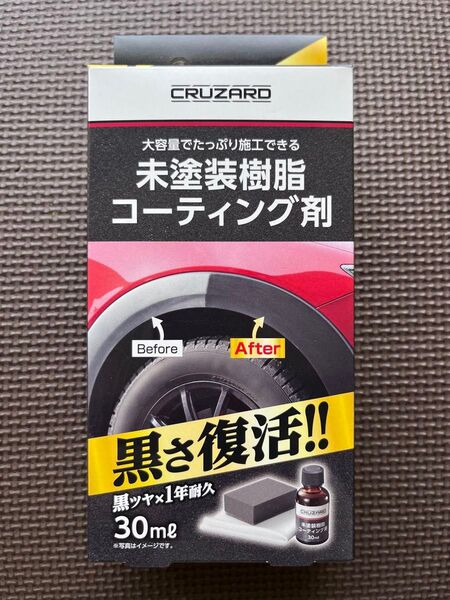 CRUZARD
大容量でたっぷり施工できる
未塗装樹脂
コーティング剤
Before
After
黒さ復活!!
黒ツヤ×1年耐久
30mℓ
※写真はイメージです。
CRUZARD
未塗装樹脂
コーティング剤
30mℓ